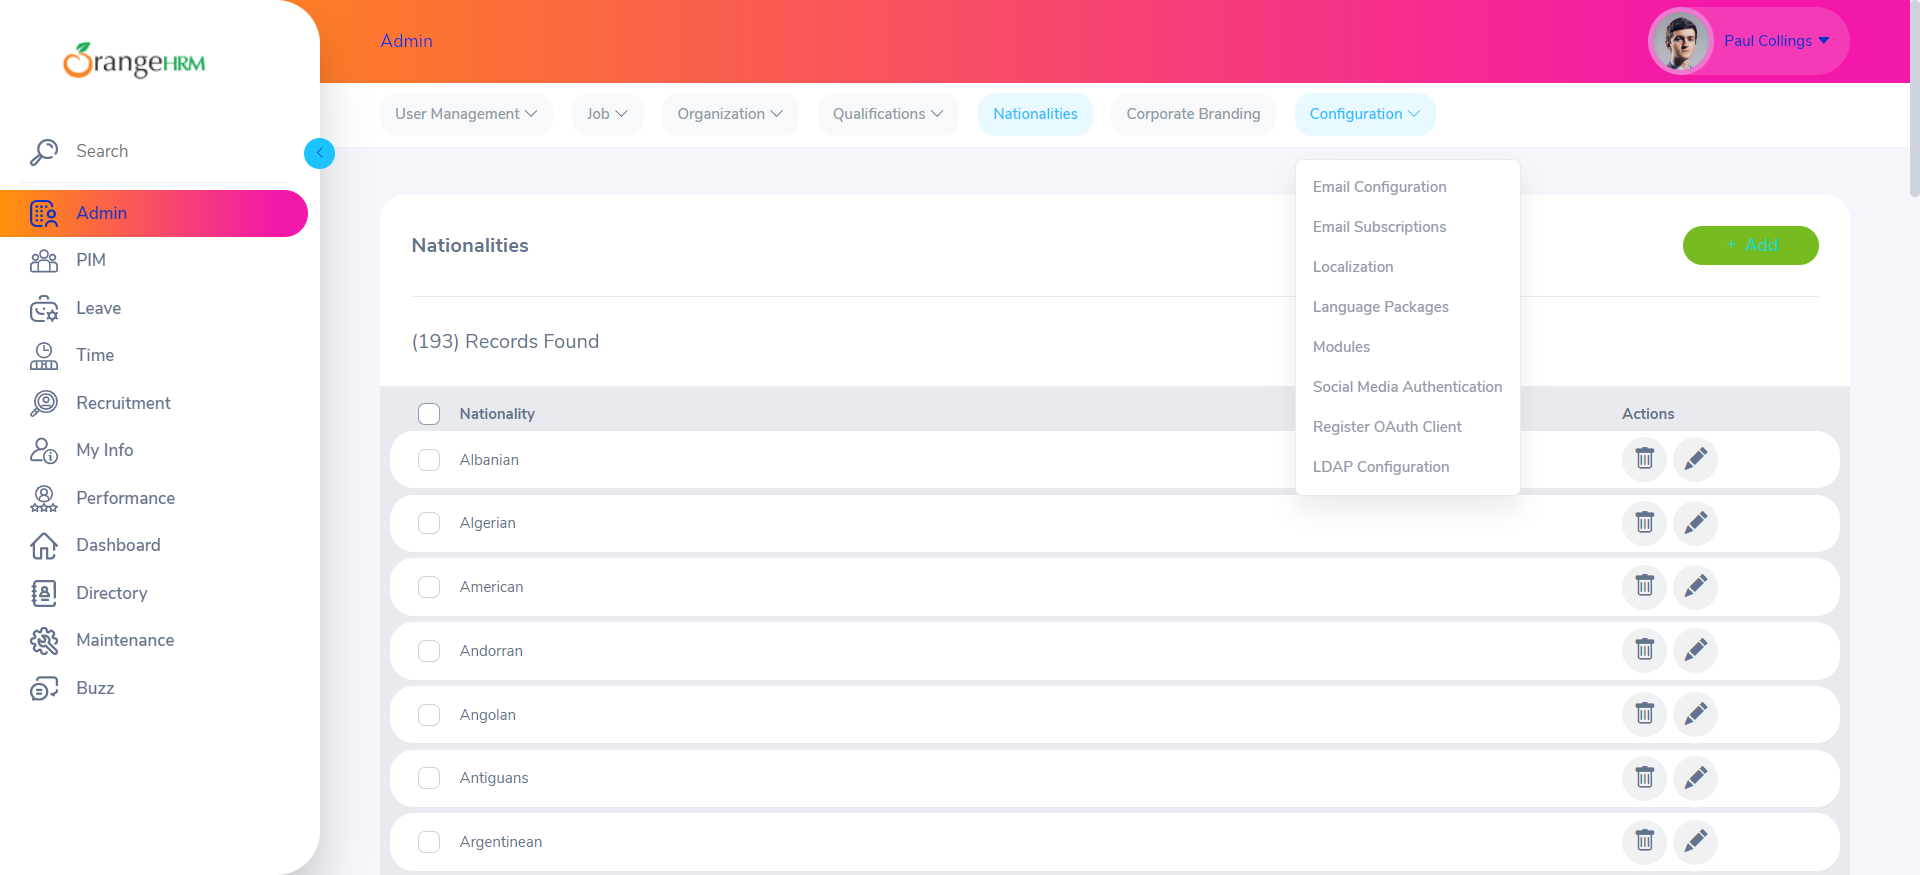 OrangeHRM
Search
Admin
PIM
Leave
Time
Recruitment
My Info
Performance
Dashboard
Directory
Maintenance
Buzz
Admin
Paul Collings
User Management
Job
Organization
Qualifications
Nationalities
Corporate Branding
Configuration
Email Configuration
Email Subscriptions
Localization
Language Packages
Modules
Social Media Authentication
Register OAuth Client
LDAP Configuration
Nationalities
+ Add
(193) Records Found
Nationality
Actions
Albanian
Algerian
American
Andorran
Angolan
Antiguans
Argentinean